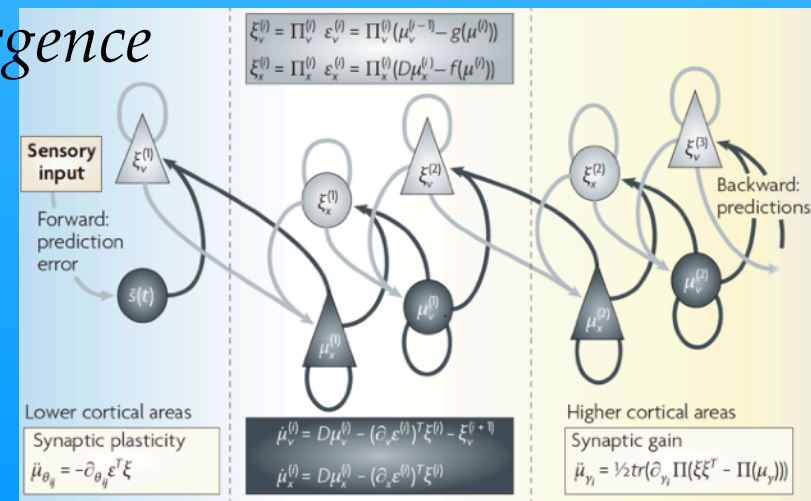 rgence
ξ_v^(i) = Π_v^(i) ε_v^(i) = Π_v^(i)(μ_v^(i−1) − g(μ^(i)))
ξ_x^(i) = Π_x^(i) ε_x^(i) = Π_x^(i)(Dμ_x^(i) − f(μ^(i)))
Sensory
input
ξ_v^(1)
ξ_x^(1)
ξ_v^(2)
ξ_x^(2)
ξ_v^(3)
Backward:
predictions
Forward:
prediction
error
s̃(t)
μ_x^(1)
μ_v^(1)
μ_x^(2)
μ_v^(2)
Lower cortical areas
Synaptic plasticity
μ̈_θij = −∂_θij ε^T ξ
μ̇_v^(i) = Dμ_v^(i) − (∂_v ε^(i))^T ξ^(i) − ξ_v^(i+1)
μ̇_x^(i) = Dμ_x^(i) − (∂_x ε^(i))^T ξ^(i)
Higher cortical areas
Synaptic gain
μ̈_γi = ½tr(∂_γi Π(ξξ^T − Π(μ_γ)))